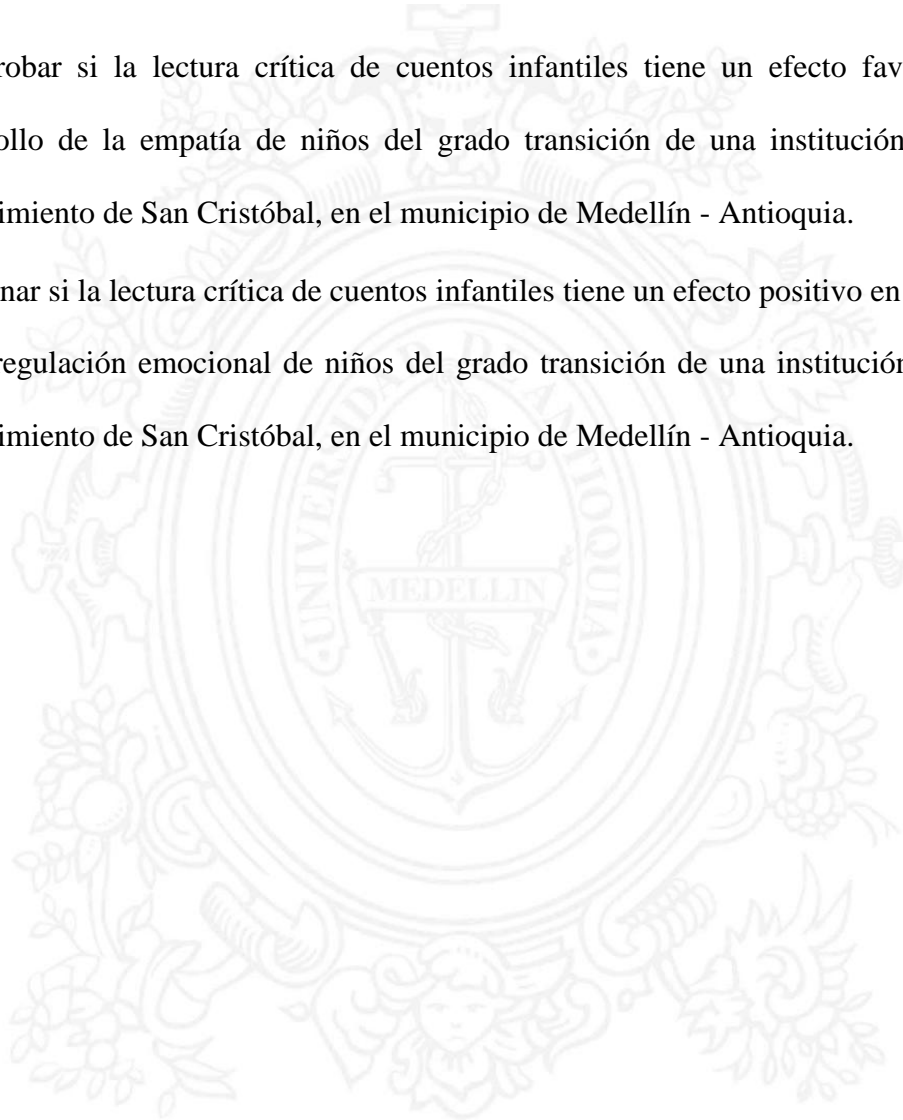 robar si la lectura crítica de cuentos infantiles tiene un efecto fav
ollo de la empatía de niños del grado transición de una institución
imiento de San Cristóbal, en el municipio de Medellín - Antioquia.
nar si la lectura crítica de cuentos infantiles tiene un efecto positivo en
regulación emocional de niños del grado transición de una institución
imiento de San Cristóbal, en el municipio de Medellín - Antioquia.
UNIVERSIDAD DE ANTIOQUIA
MEDELLIN